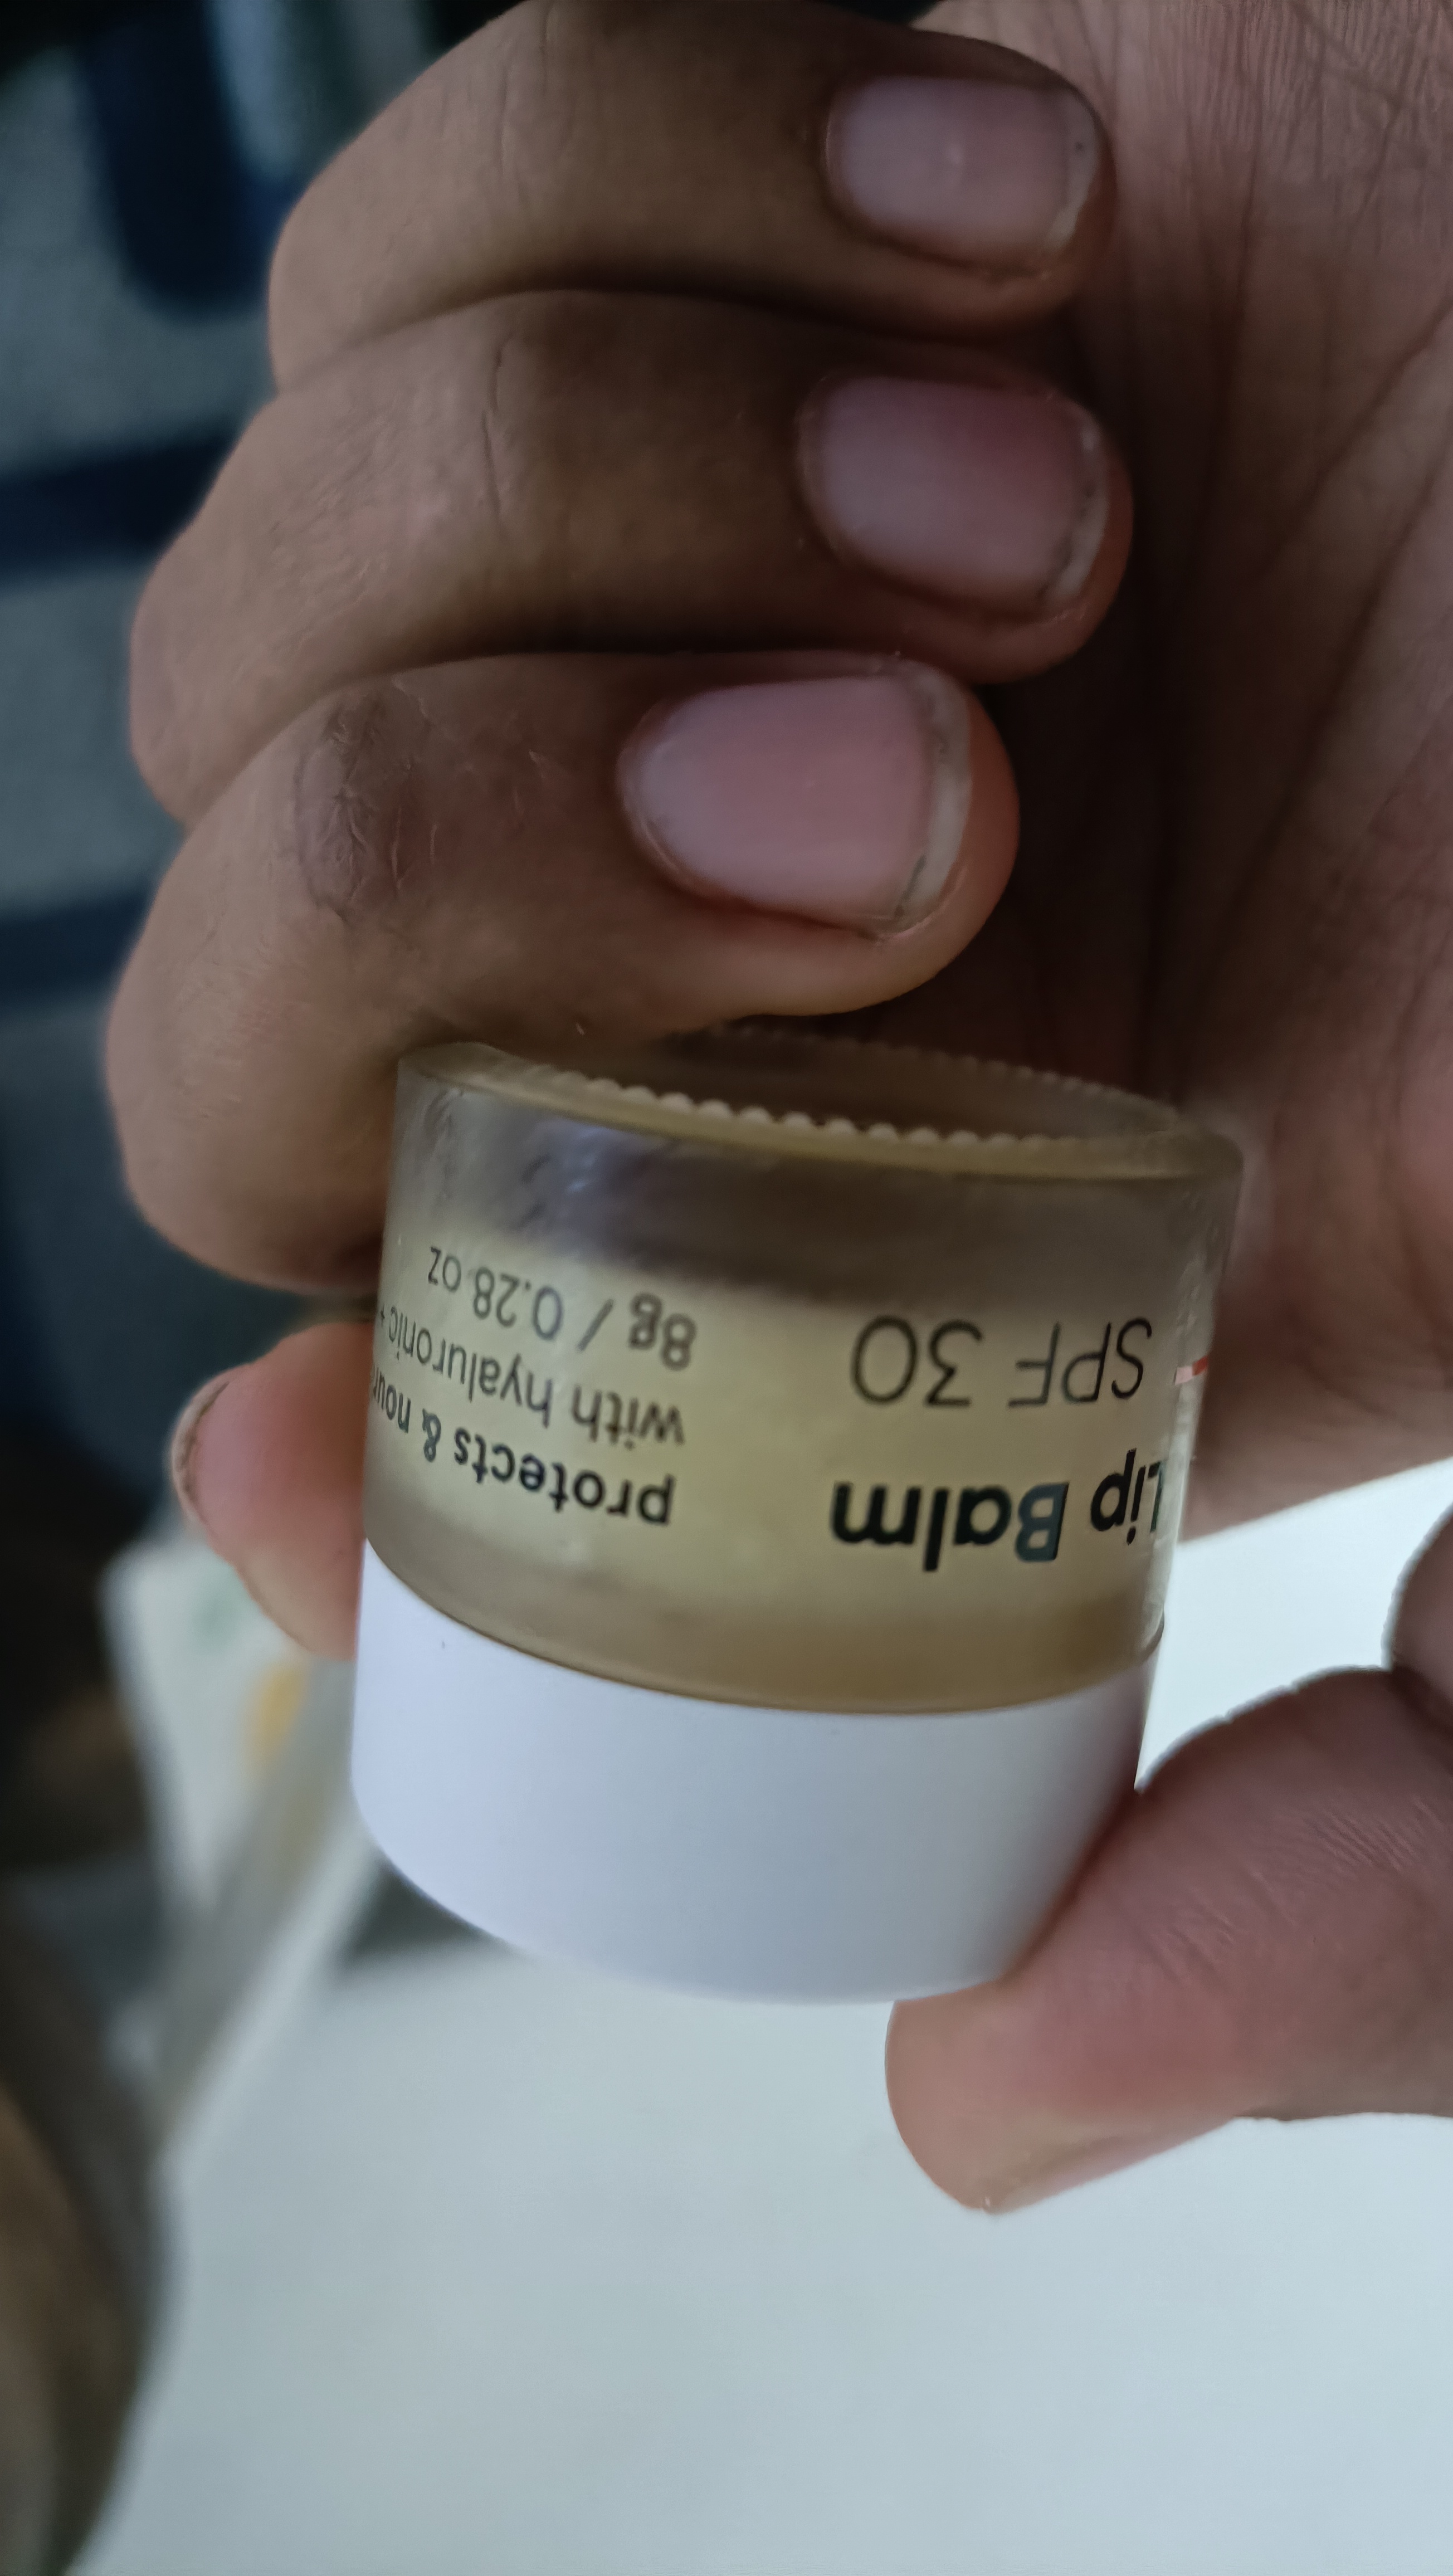 Lip Balm
SPF 30
protects &
with hyaluronic +
8g / 0.28 oz